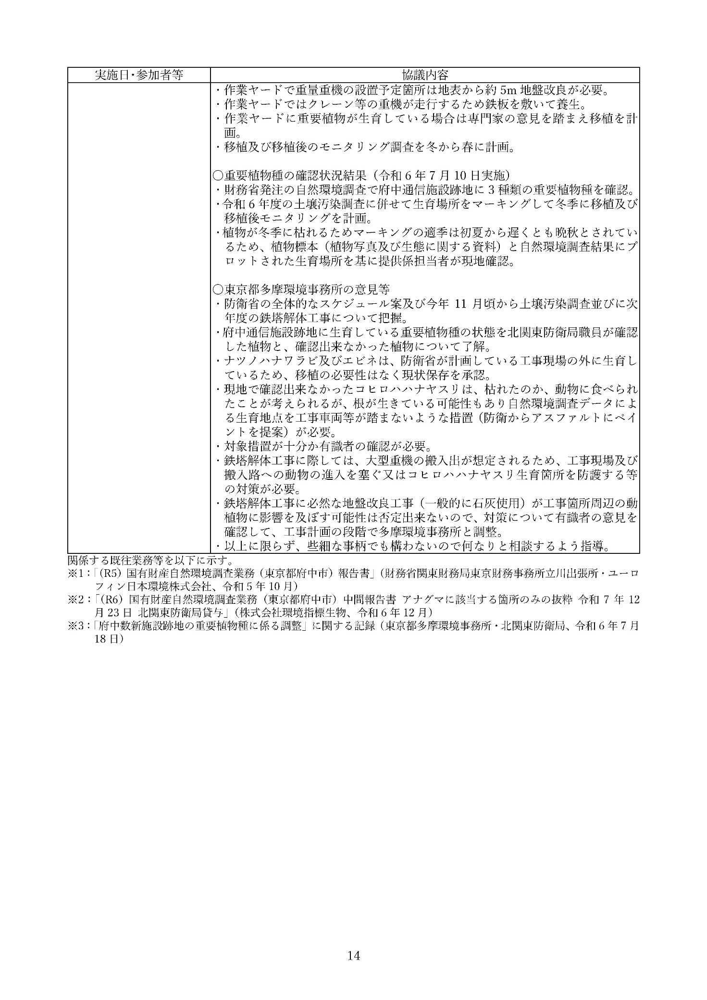 実施日･参加者等
協議内容
・作業ヤードで重量重機の設置予定箇所は地表から約 5m 地盤改良が必要。
・作業ヤードではクレーン等の重機が走行するため鉄板を敷いて養生。
・作業ヤードに重要植物が生育している場合は専門家の意見を踏まえ移植を計
画。
・移植及び移植後のモニタリング調査を冬から春に計画。
〇重要植物種の確認状況結果（令和 6 年 7 月 10 日実施）
・財務省発注の自然環境調査で府中通信施設跡地に 3 種類の重要植物種を確認。
・令和 6 年度の土壌汚染調査に併せて生育場所をマーキングして冬季に移植及び
移植後モニタリングを計画。
・植物が冬季に枯れるためマーキングの適季は初夏から遅くとも晩秋とされてい
るため、植物標本（植物写真及び生態に関する資料）と自然環境調査結果にプ
ロットされた生育場所を基に提供係担当者が現地確認。
〇東京都多摩環境事務所の意見等
・防衛省の全体的なスケジュール案及び今年 11 月頃から土壌汚染調査並びに次
年度の鉄塔解体工事について把握。
・府中通信施設跡地に生育している重要植物種の状態を北関東防衛局職員が確認
した植物と、確認出来なかった植物について了解。
・ナツノハナワラビ及びエビネは、防衛省が計画している工事現場の外に生育し
ているため、移植の必要性はなく現状保存を承認。
・現地で確認出来なかったコヒロハハナヤスリは、枯れたのか、動物に食べられ
たことが考えられるが、根が生きている可能性もあり自然環境調査データによ
る生育地点を工事車両等が踏まないような措置（防衛からアスファルトにペイ
ントを提案）が必要。
・対象措置が十分か有識者の確認が必要。
・鉄塔解体工事に際しては、大型重機の搬入出が想定されるため、工事現場及び
搬入路への動物の進入を塞ぐ又はコヒロハハナヤスリ生育箇所を防護する等
の対策が必要。
・鉄塔解体工事に必然な地盤改良工事（一般的に石灰使用）が工事箇所周辺の動
植物に影響を及ぼす可能性は否定出来ないので、対策について有識者の意見を
確認して、工事計画の段階で多摩環境事務所と調整。
・以上に限らず、些細な事柄でも構わないので何なりと相談するよう指導。
関係する既往業務等を以下に示す。
※1：「（R5）国有財産自然環境調査業務（東京都府中市）報告書」（財務省関東財務局東京財務事務所立川出張所・ユーロ
フィン日本環境株式会社、令和 5 年 10 月）
※2：「（R6）国有財産自然環境調査業務（東京都府中市）中間報告書 アナグマに該当する箇所のみの抜粋 令和 7 年 12
月 23 日 北関東防衛局貸与」（株式会社環境指標生物、令和 6 年 12 月）
※3：「府中数新施設跡地の重要植物種に係る調整」に関する記録（東京都多摩環境事務所・北関東防衛局、令和 6 年 7 月
18 日）
14